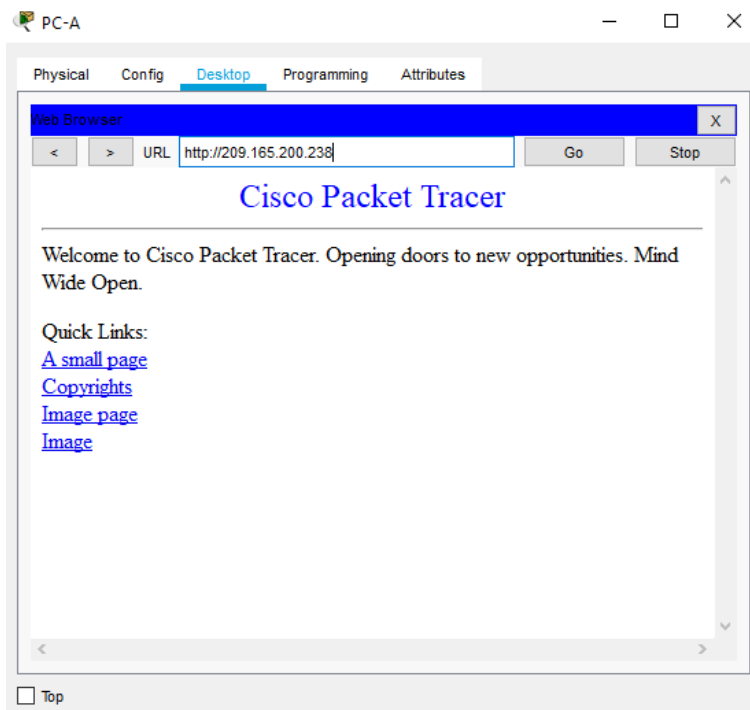 PC-A
Physical Config Desktop Programming Attributes
Web Browser
X
< > URL http://209.165.200.238 Go Stop
Cisco Packet Tracer
Welcome to Cisco Packet Tracer. Opening doors to new opportunities. Mind
Wide Open.
Quick Links:
A small page
Copyrights
Image page
Image
Top